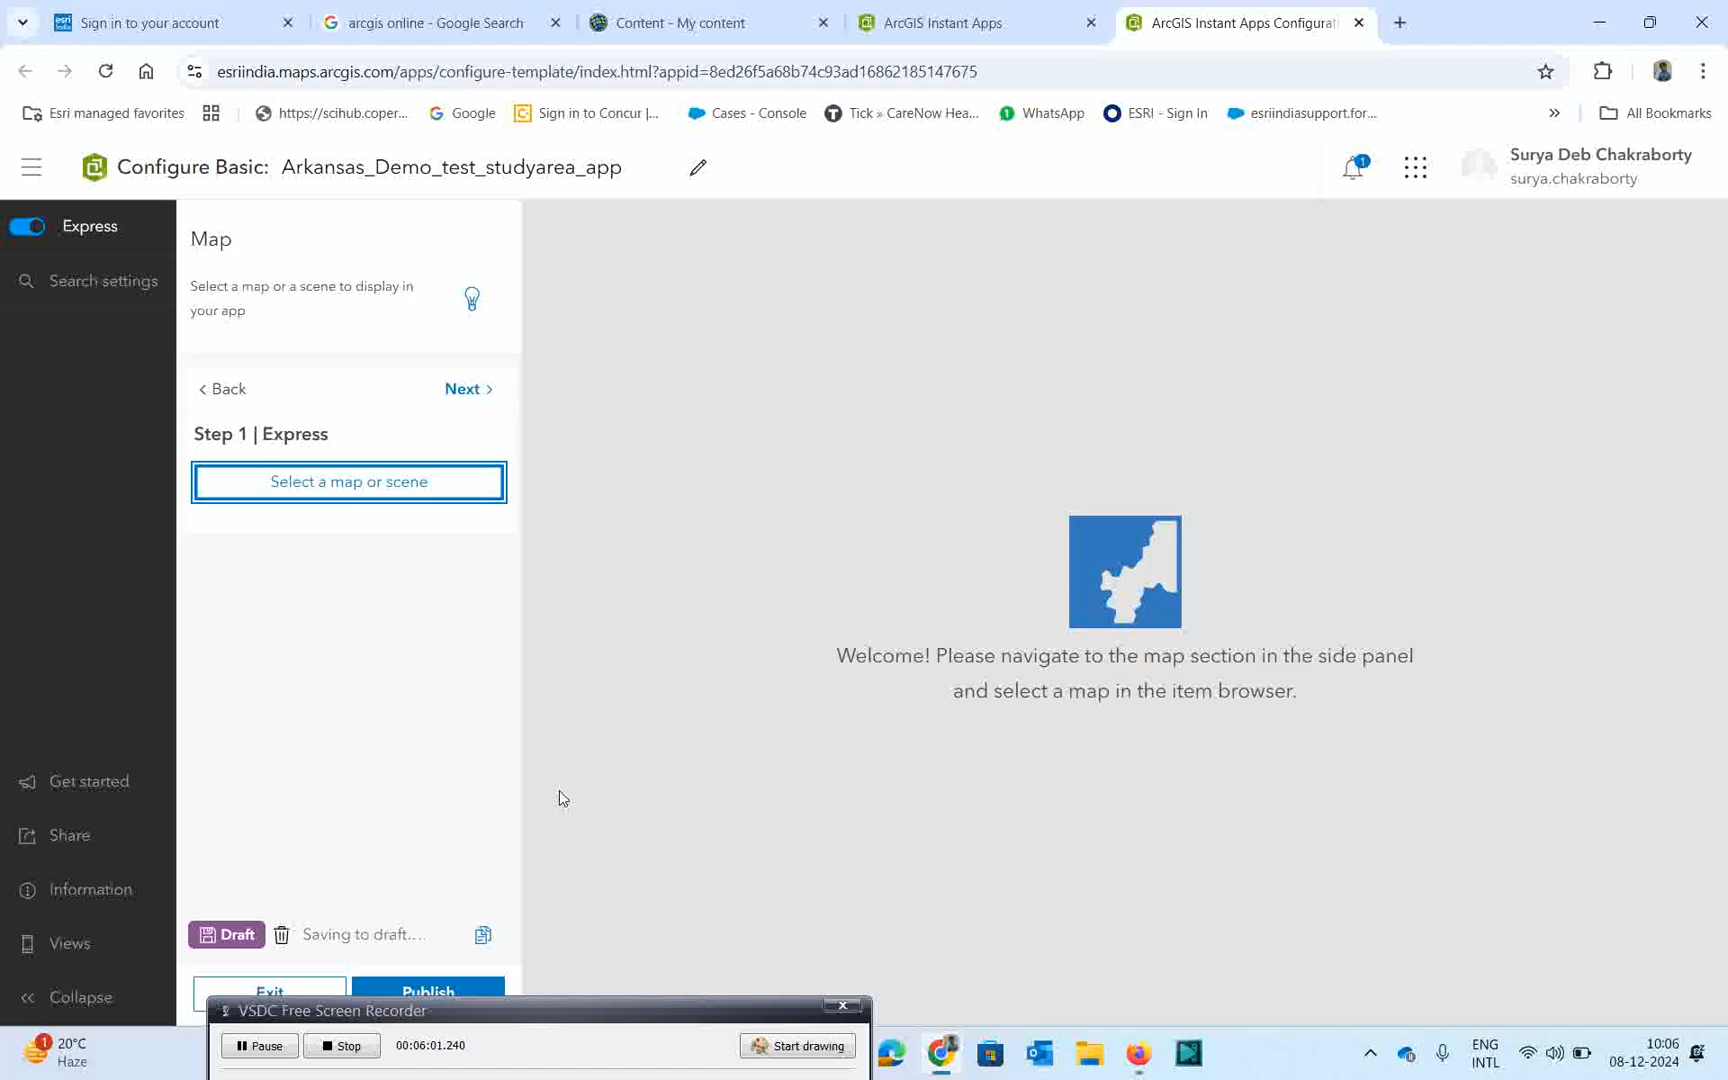 Sign in to your account
arcgis online - Google Search
Content - My content
ArcGIS Instant Apps
ArcGIS Instant Apps Configurati
esriindia.maps.arcgis.com/apps/configure-template/index.html?appid=8ed26f5a68b74c93ad16862185147675
Esri managed favorites
https://scihub.coper...
Google
Sign in to Concur |...
Cases - Console
Tick » CareNow Hea...
WhatsApp
ESRI - Sign In
esriindiasupport.for...
»
All Bookmarks
Configure Basic: Arkansas_Demo_test_studyarea_app
1
Surya Deb Chakraborty
surya.chakraborty
Express
Search settings
Map
Select a map or a scene to display in
your app
Back
Next
Step 1 | Express
Select a map or scene
Welcome! Please navigate to the map section in the side panel
and select a map in the item browser.
Get started
Share
Information
Views
Collapse
Draft
Saving to draft....
Exit
Publish
VSDC Free Screen Recorder
Pause
Stop
00:06:01.240
Start drawing
1
20°C
Haze
ENG
INTL
10:06
08-12-2024